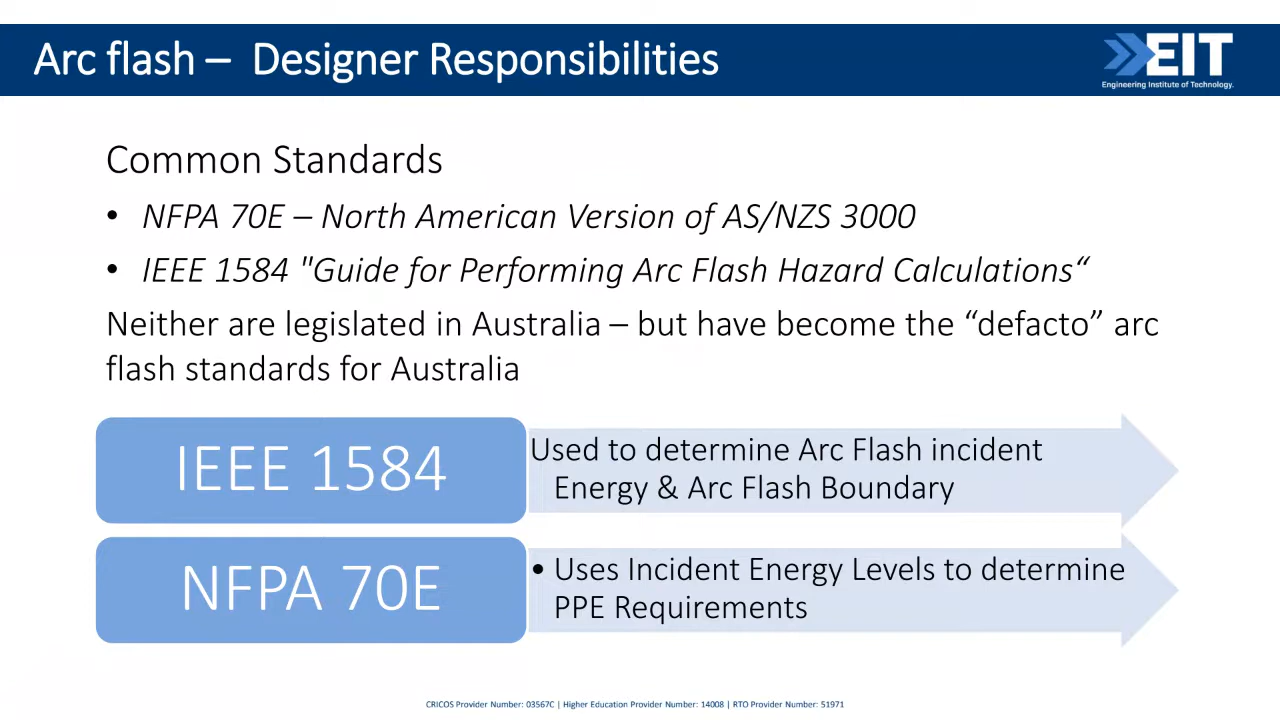 Arc flash – Designer Responsibilities
EIT
Engineering Institute of Technology.
Common Standards
• NFPA 70E – North American Version of AS/NZS 3000
• IEEE 1584 "Guide for Performing Arc Flash Hazard Calculations“
Neither are legislated in Australia – but have become the “defacto” arc
flash standards for Australia
IEEE 1584
Used to determine Arc Flash incident
Energy & Arc Flash Boundary
NFPA 70E
• Uses Incident Energy Levels to determine
PPE Requirements
CRICOS Provider Number: 03567C | Higher Education Provider Number: 14008 | RTO Provider Number: 51971